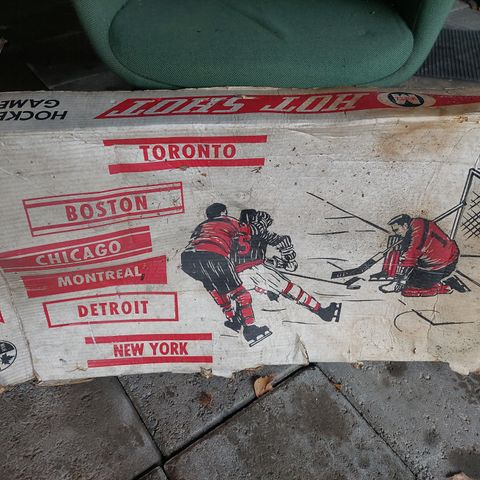 HOT SHOT
HOCKEY
GAME
TORONTO
BOSTON
CHICAGO
MONTREAL
DETROIT
NEW YORK